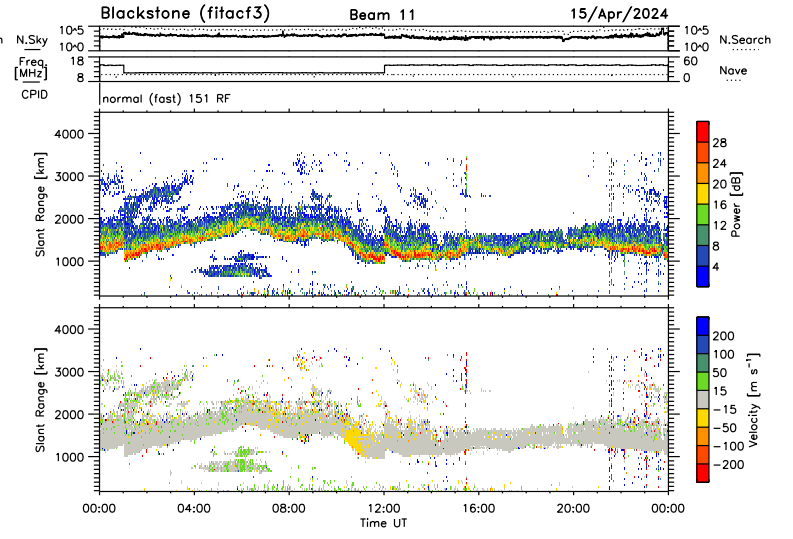 Blackstone (fitacf3) Beam 11 15/Apr/2024
n N.Sky 10^5 10^0 10^5 10^0 N.Search
Freq. [MHz] 18 8 60 0 Nave
CPID normal (fast) 151 RF
Slant Range [km] 4000 3000 2000 1000
28 24 20 16 12 8 4 Power [dB]
Slant Range [km] 4000 3000 2000 1000
200 100 50 15 −15 −50 −100 −200 Velocity [m s⁻¹]
00:00 04:00 08:00 12:00 16:00 20:00 00:00
Time UT